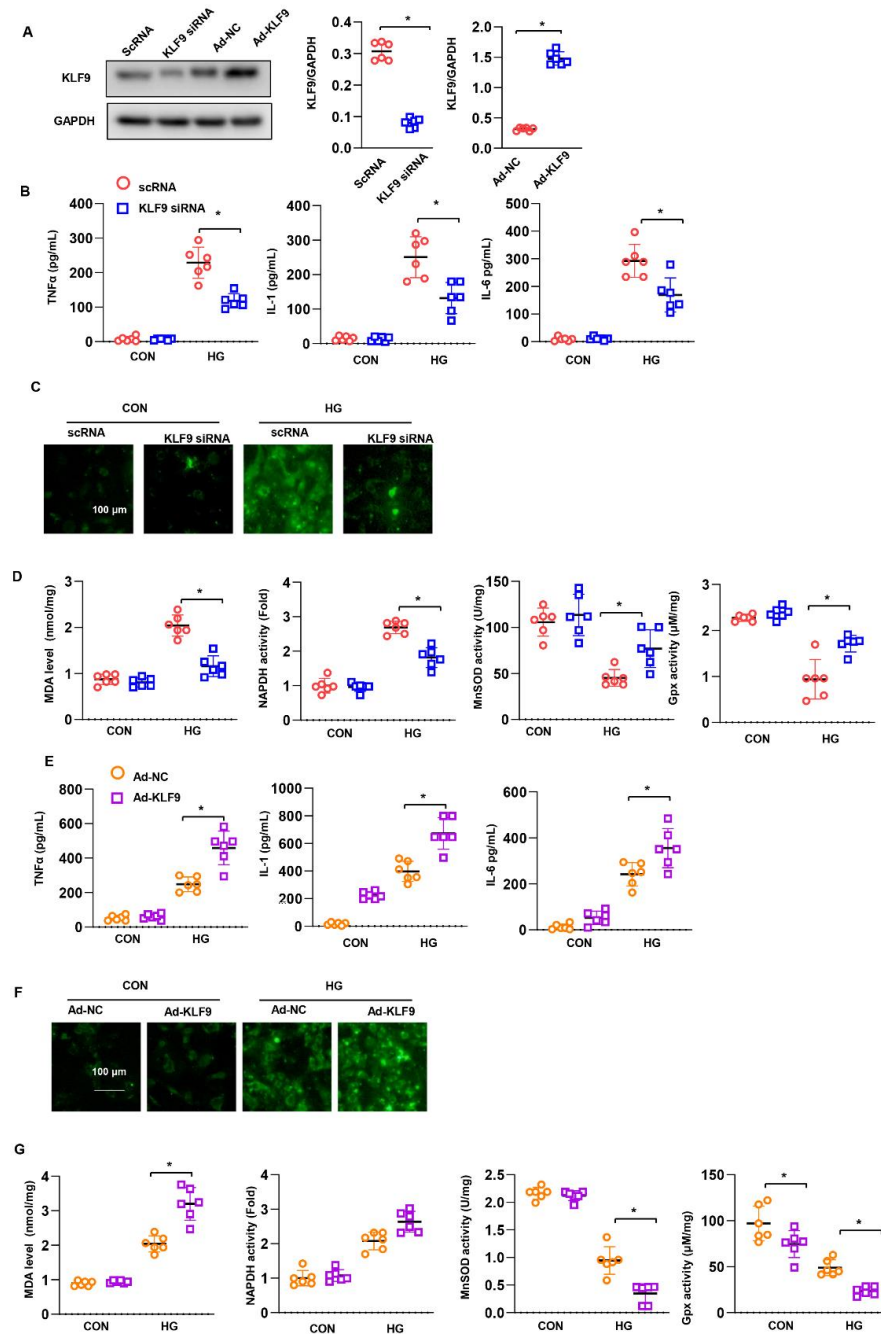 A
ScRNA
KLF9 siRNA
Ad-NC
Ad-KLF9
KLF9
GAPDH
KLF9/GAPDH
0.4
0.3
0.2
0.1
0.0
*
ScRNA
KLF9 siRNA
KLF9/GAPDH
2.0
1.5
1.0
0.5
0.0
*
Ad-NC
Ad-KLF9
B
scRNA
KLF9 siRNA
TNFα (pg/mL)
400
300
200
100
0
*
CON
HG
IL-1 (pg/mL)
400
300
200
100
0
*
CON
HG
IL-6 pg/mL)
500
400
300
200
100
0
*
CON
HG
C
CON
HG
scRNA
KLF9 siRNA
scRNA
KLF9 siRNA
100 µm
D
MDA level (nmol/mg)
3
2
1
0
*
CON
HG
NAPDH activity (Fold)
4
3
2
1
0
*
CON
HG
MnSOD activity (U/mg)
150
100
50
0
*
CON
HG
Gpx activity (µM/mg)
3
2
1
0
*
CON
HG
E
Ad-NC
Ad-KLF9
TNFα (pg/mL)
800
600
400
200
0
*
CON
HG
IL-1 (pg/mL)
1000
800
600
400
200
0
*
CON
HG
IL-6 pg/mL)
600
400
200
0
*
CON
HG
F
CON
HG
Ad-NC
Ad-KLF9
Ad-NC
Ad-KLF9
100 µm
G
MDA level (nmol/mg)
4
3
2
1
0
*
CON
HG
NAPDH activity (Fold)
4
3
2
1
0
CON
HG
MnSOD activity (U/mg)
2.5
2.0
1.5
1.0
0.5
0.0
*
CON
HG
Gpx activity (µM/mg)
150
100
50
0
*
*
CON
HG